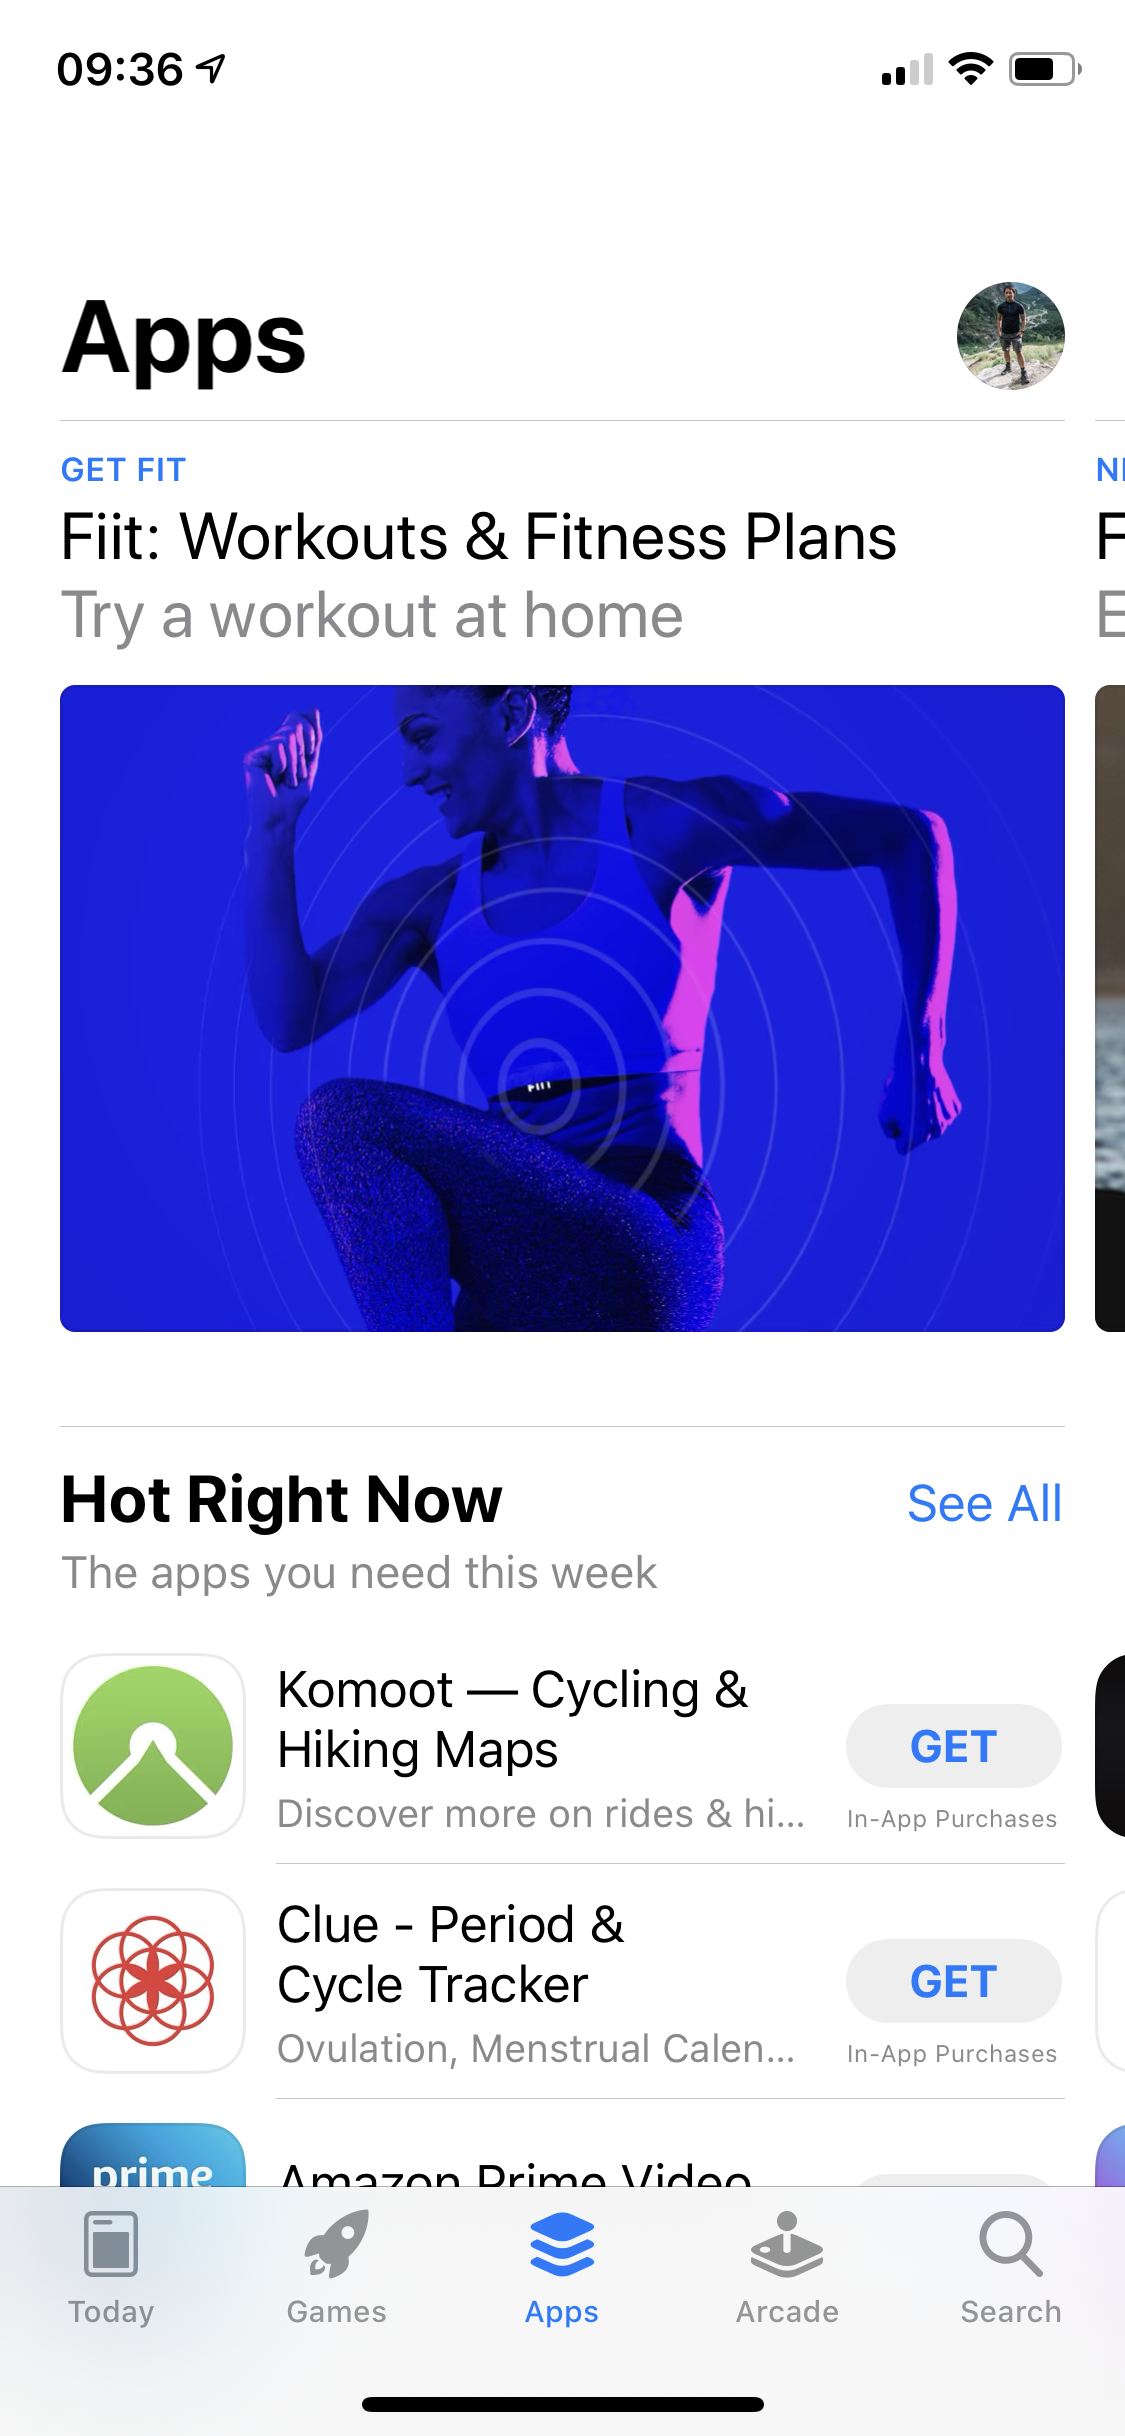 09:36
Apps
GET FIT
Fiit: Workouts & Fitness Plans
Try a workout at home
FIIT
Hot Right Now
See All
The apps you need this week
Komoot — Cycling &
Hiking Maps
Discover more on rides & hi...
GET
In-App Purchases
Clue - Period &
Cycle Tracker
Ovulation, Menstrual Calen...
GET
In-App Purchases
prime
Amazon Prime Video
Today
Games
Apps
Arcade
Search